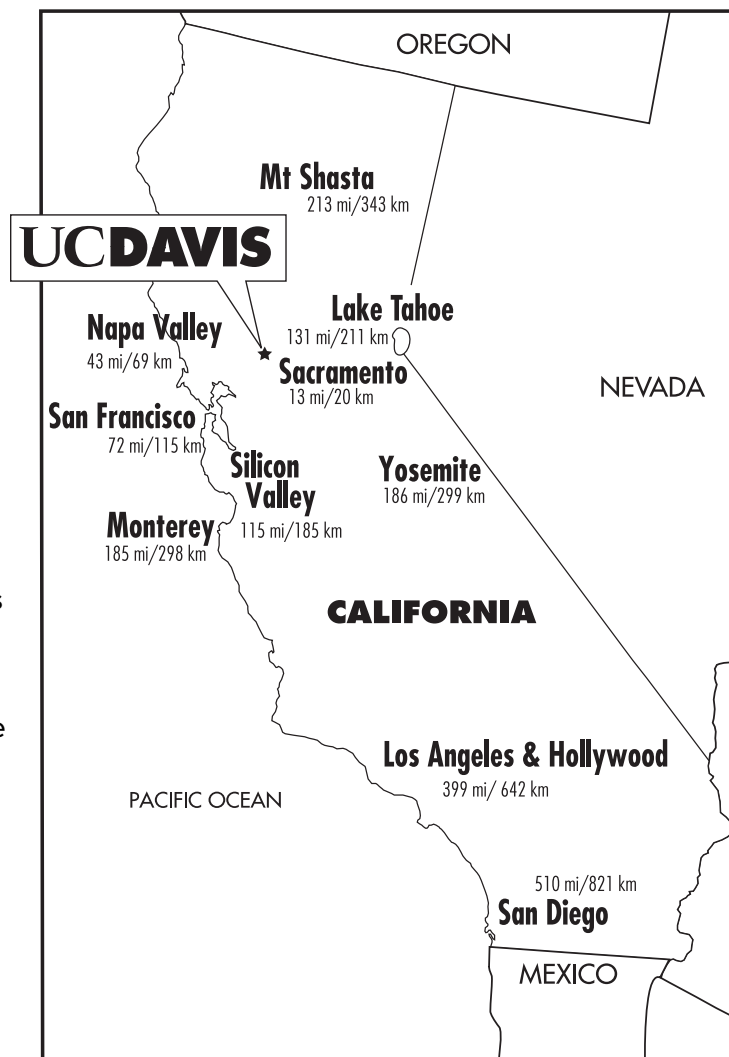 OREGON
Mt Shasta
213 mi/343 km
UCDAVIS
Lake Tahoe
131 mi/211 km
Napa Valley
43 mi/69 km
Sacramento
13 mi/20 km
NEVADA
San Francisco
72 mi/115 km
Silicon
Valley
115 mi/185 km
Yosemite
186 mi/299 km
Monterey
185 mi/298 km
s
CALIFORNIA
e
Los Angeles & Hollywood
399 mi/ 642 km
PACIFIC OCEAN
510 mi/821 km
San Diego
MEXICO